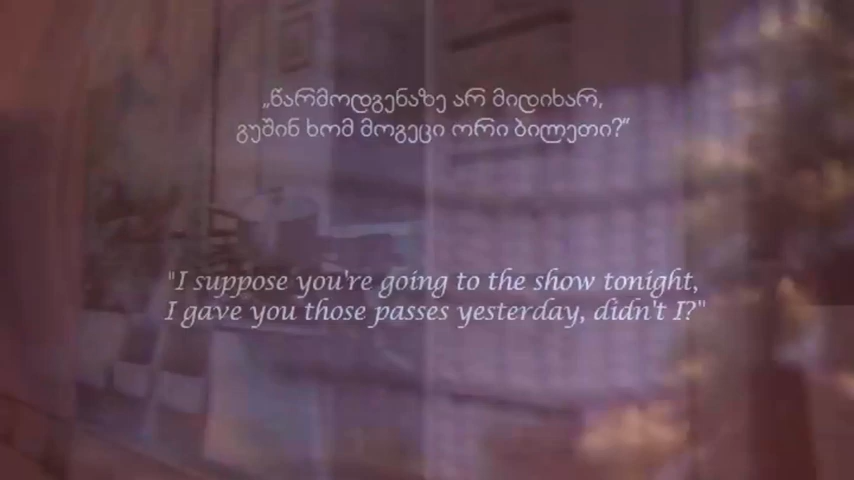 „წარმოდგენაზე არ მიდიხარ,
გუშინ ხომ მოგეცი ორი ბილეთი?“
"I suppose you're going to the show tonight,
I gave you those passes yesterday, didn't I?"